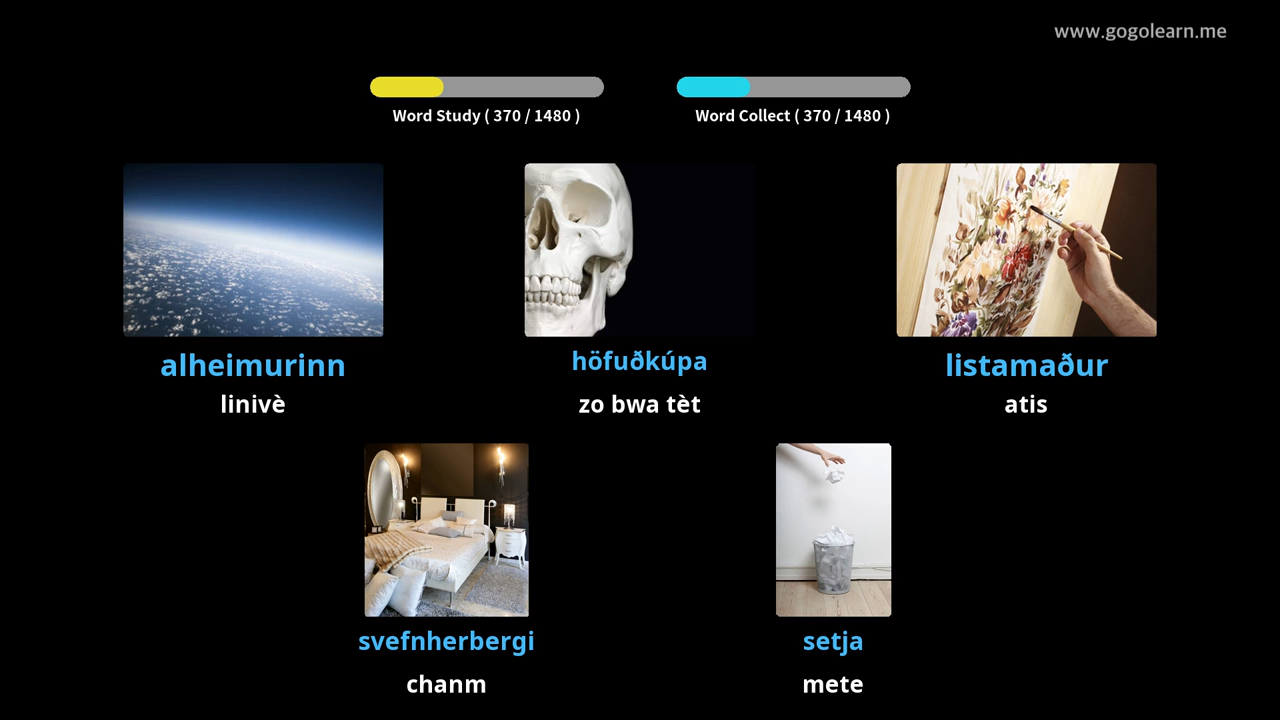 www.gogolearn.me
Word Study ( 370 / 1480 )
Word Collect ( 370 / 1480 )
alheimurinn
linivè
höfuðkúpa
zo bwa tèt
listamaður
atis
svefnherbergi
chanm
setja
mete